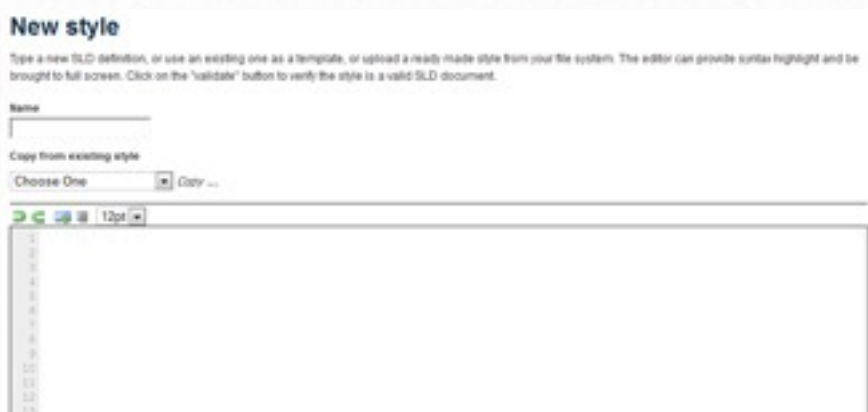 New style
Type a new SLD definition, or use an existing one as a template, or upload a ready made style from your file system. The editor can provide syntax highlight and be
brought to full screen. Click on the "validate" button to verify the style is a valid SLD document.
Name
Copy from existing style
Choose One Copy ...
12pt
1
2
3
4
5
6
7
8
9
10
11
12
13